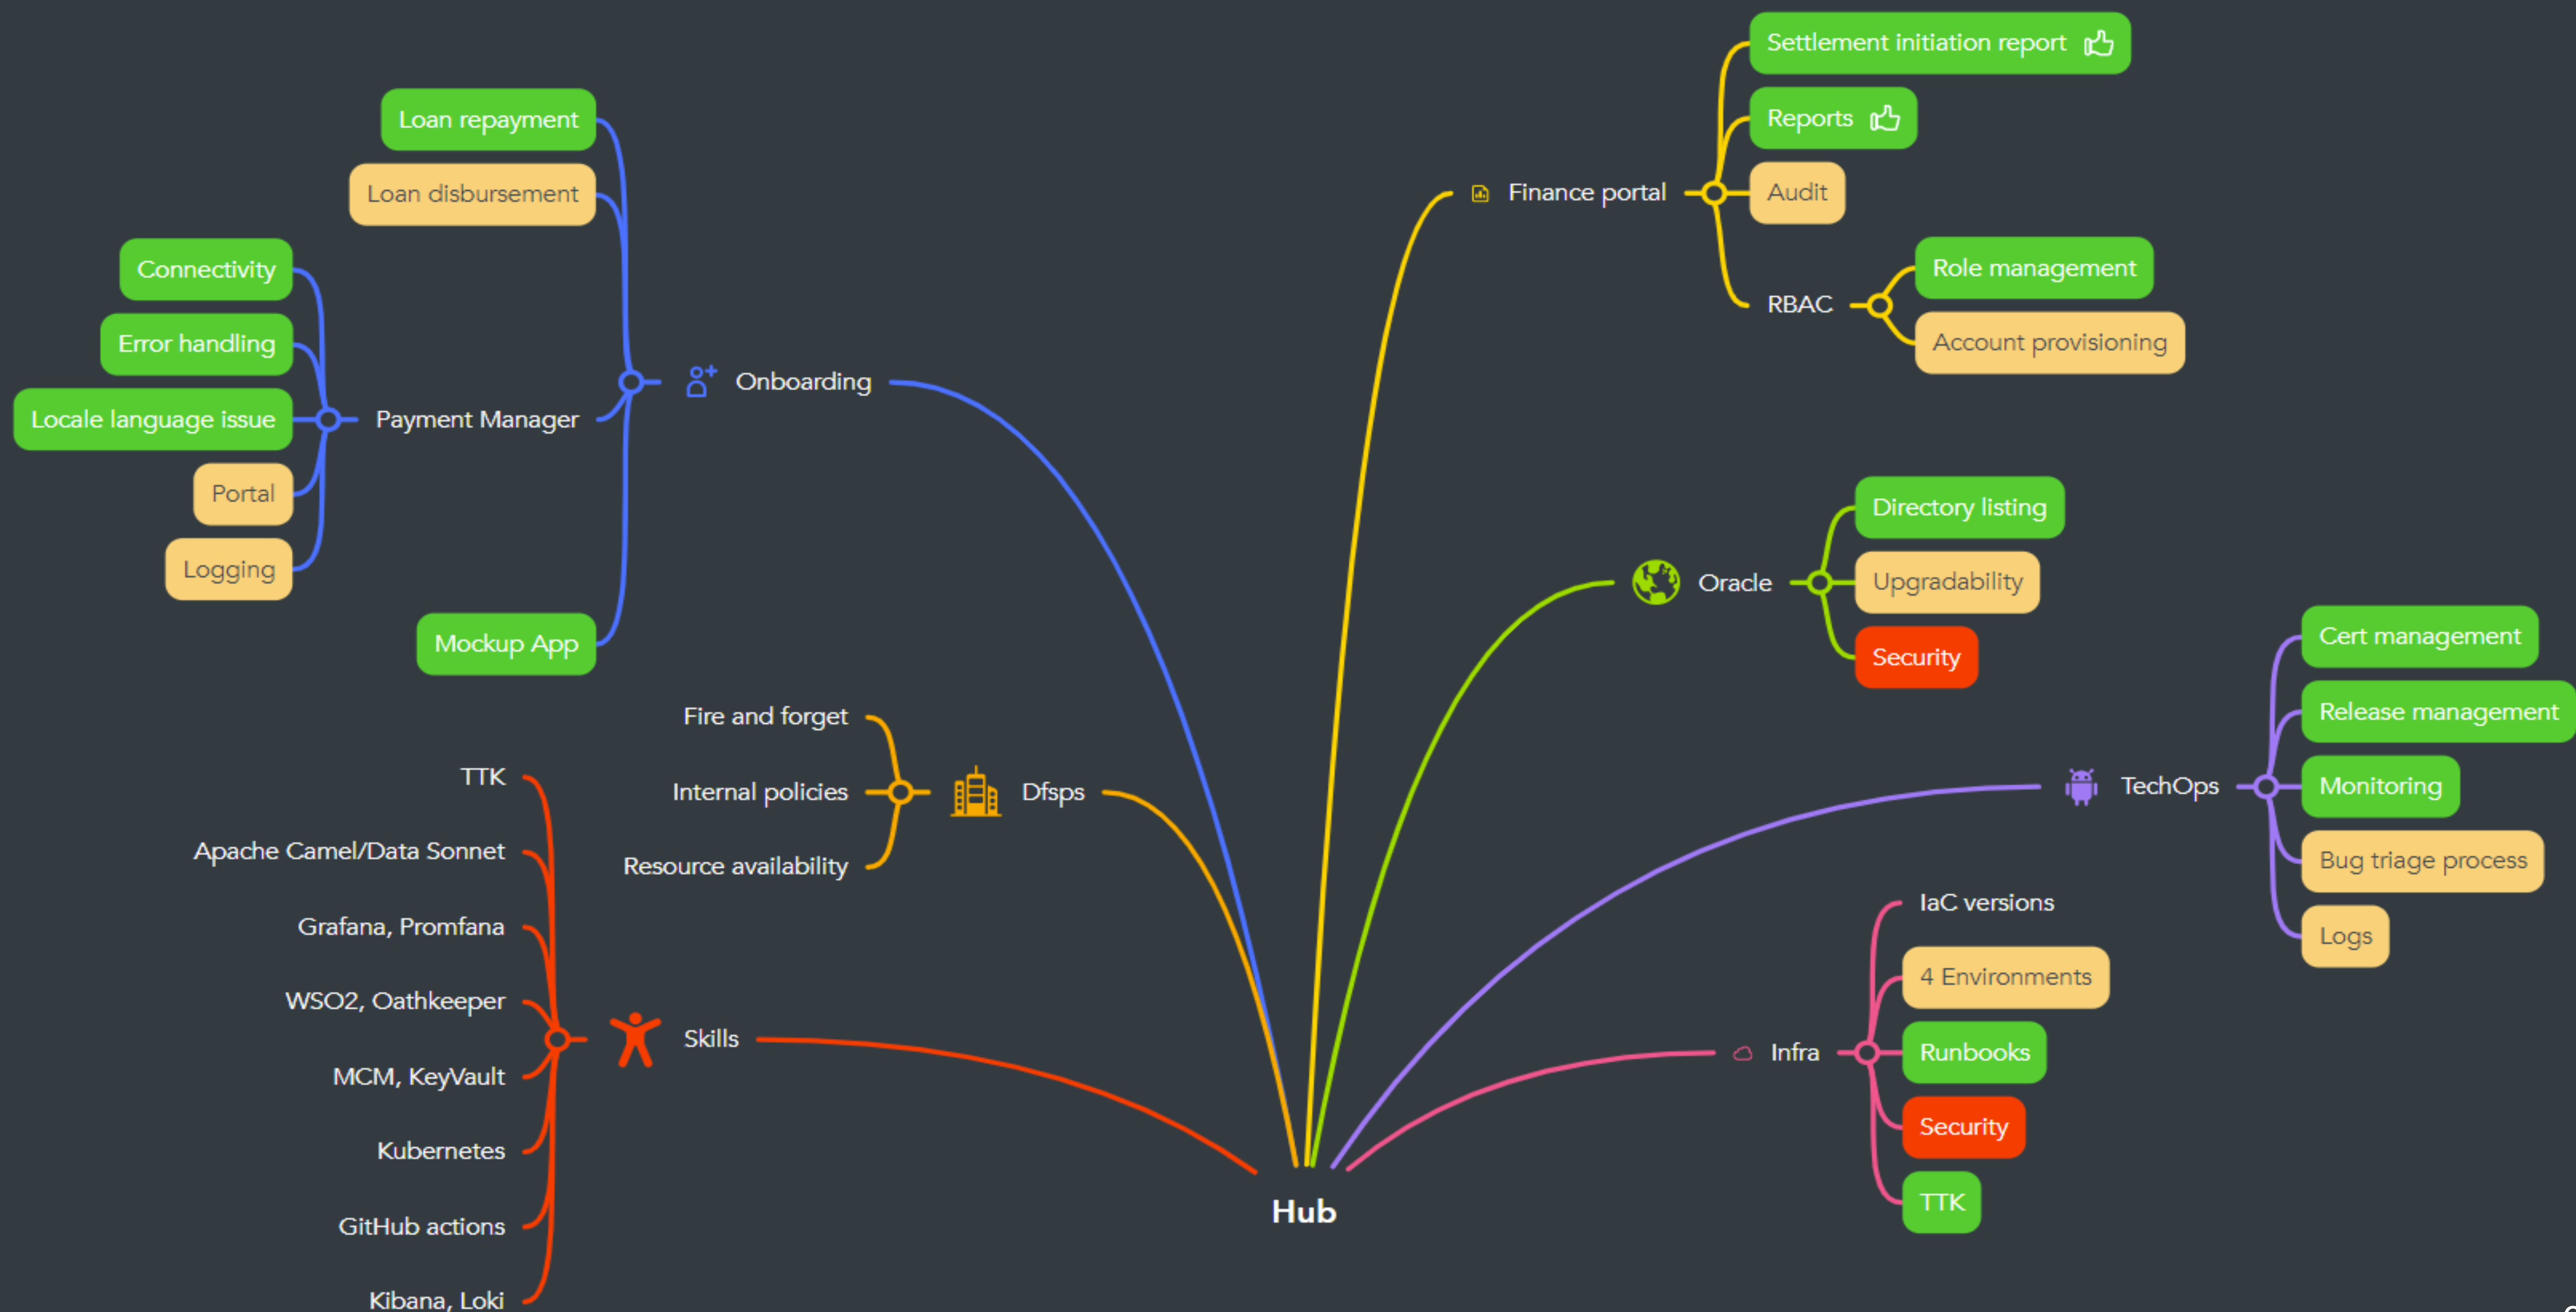 Loan repayment
Loan disbursement
Connectivity
Error handling
Locale language issue
Portal
Logging
Payment Manager
Mockup App
Onboarding
Fire and forget
Internal policies
Resource availability
Dfsps
TTK
Apache Camel/Data Sonnet
Grafana, Promfana
WSO2, Oathkeeper
MCM, KeyVault
Kubernetes
GitHub actions
Kibana, Loki
Skills
Hub
Finance portal
Settlement initiation report
Reports
Audit
RBAC
Role management
Account provisioning
Oracle
Directory listing
Upgradability
Security
TechOps
Cert management
Release management
Monitoring
Bug triage process
Logs
Infra
IaC versions
4 Environments
Runbooks
Security
TTK